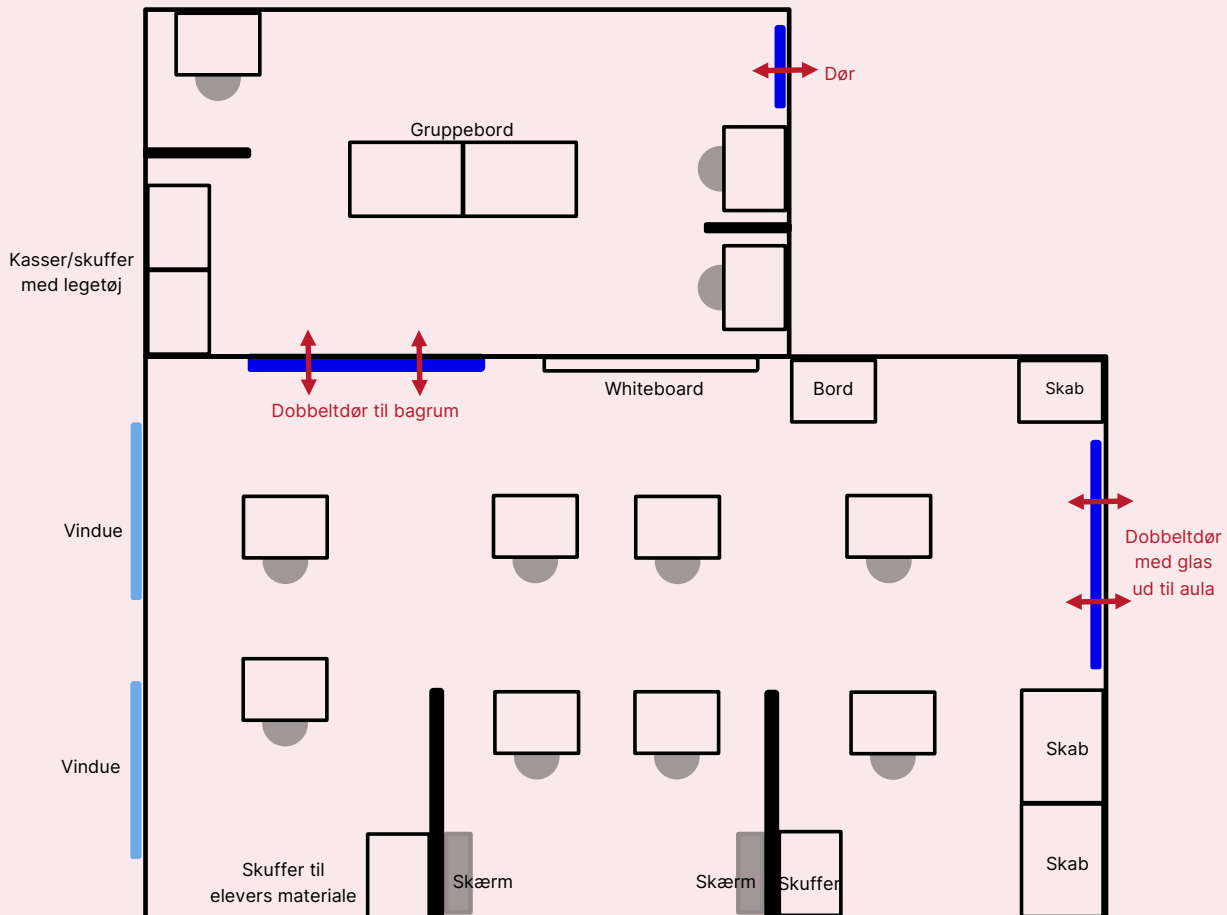 Dør
Gruppebord
Kasser/skuffer
med legetøj
Whiteboard
Bord
Skab
Dobbeltdør til bagrum
Vindue
Dobbeltdør
med glas
ud til aula
Vindue
Skab
Skuffer til
elevers materiale
Skærm
Skærm
Skuffer
Skab